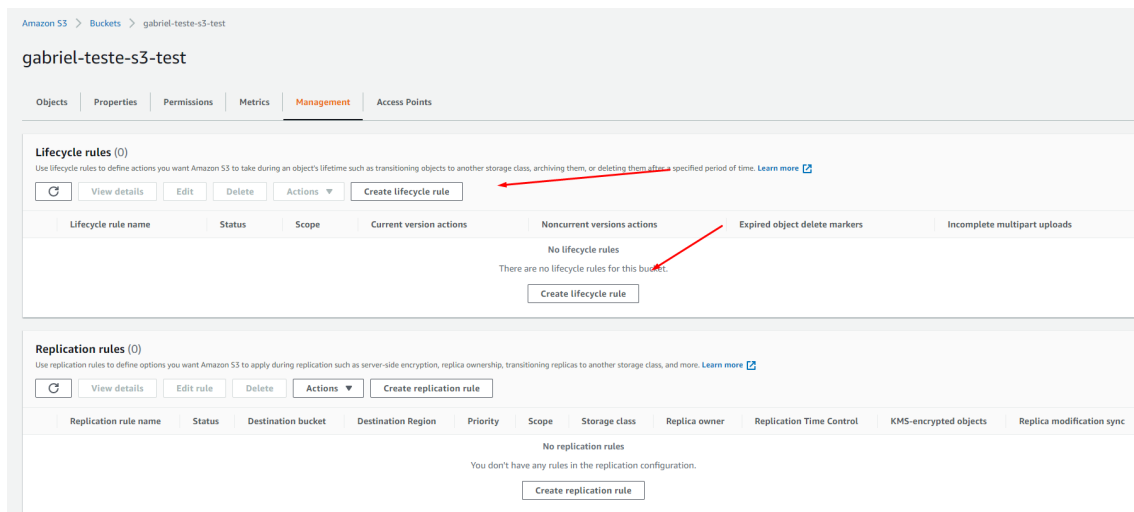 Amazon S3 > Buckets > gabriel-teste-s3-test
gabriel-teste-s3-test
Objects Properties Permissions Metrics Management Access Points
Lifecycle rules (0)
Use lifecycle rules to define actions you want Amazon S3 to take during an object's lifetime such as transitioning objects to another storage class, archiving them, or deleting them after a specified period of time. Learn more
View details Edit Delete Actions ▼ Create lifecycle rule
Lifecycle rule name Status Scope Current version actions Noncurrent versions actions Expired object delete markers Incomplete multipart uploads
No lifecycle rules
There are no lifecycle rules for this bucket.
Create lifecycle rule
Replication rules (0)
Use replication rules to define options you want Amazon S3 to apply during replication such as server-side encryption, replica ownership, transitioning replicas to another storage class, and more. Learn more
View details Edit rule Delete Actions ▼ Create replication rule
Replication rule name Status Destination bucket Destination Region Priority Scope Storage class Replica owner Replication Time Control KMS-encrypted objects Replica modification sync
No replication rules
You don't have any rules in the replication configuration.
Create replication rule